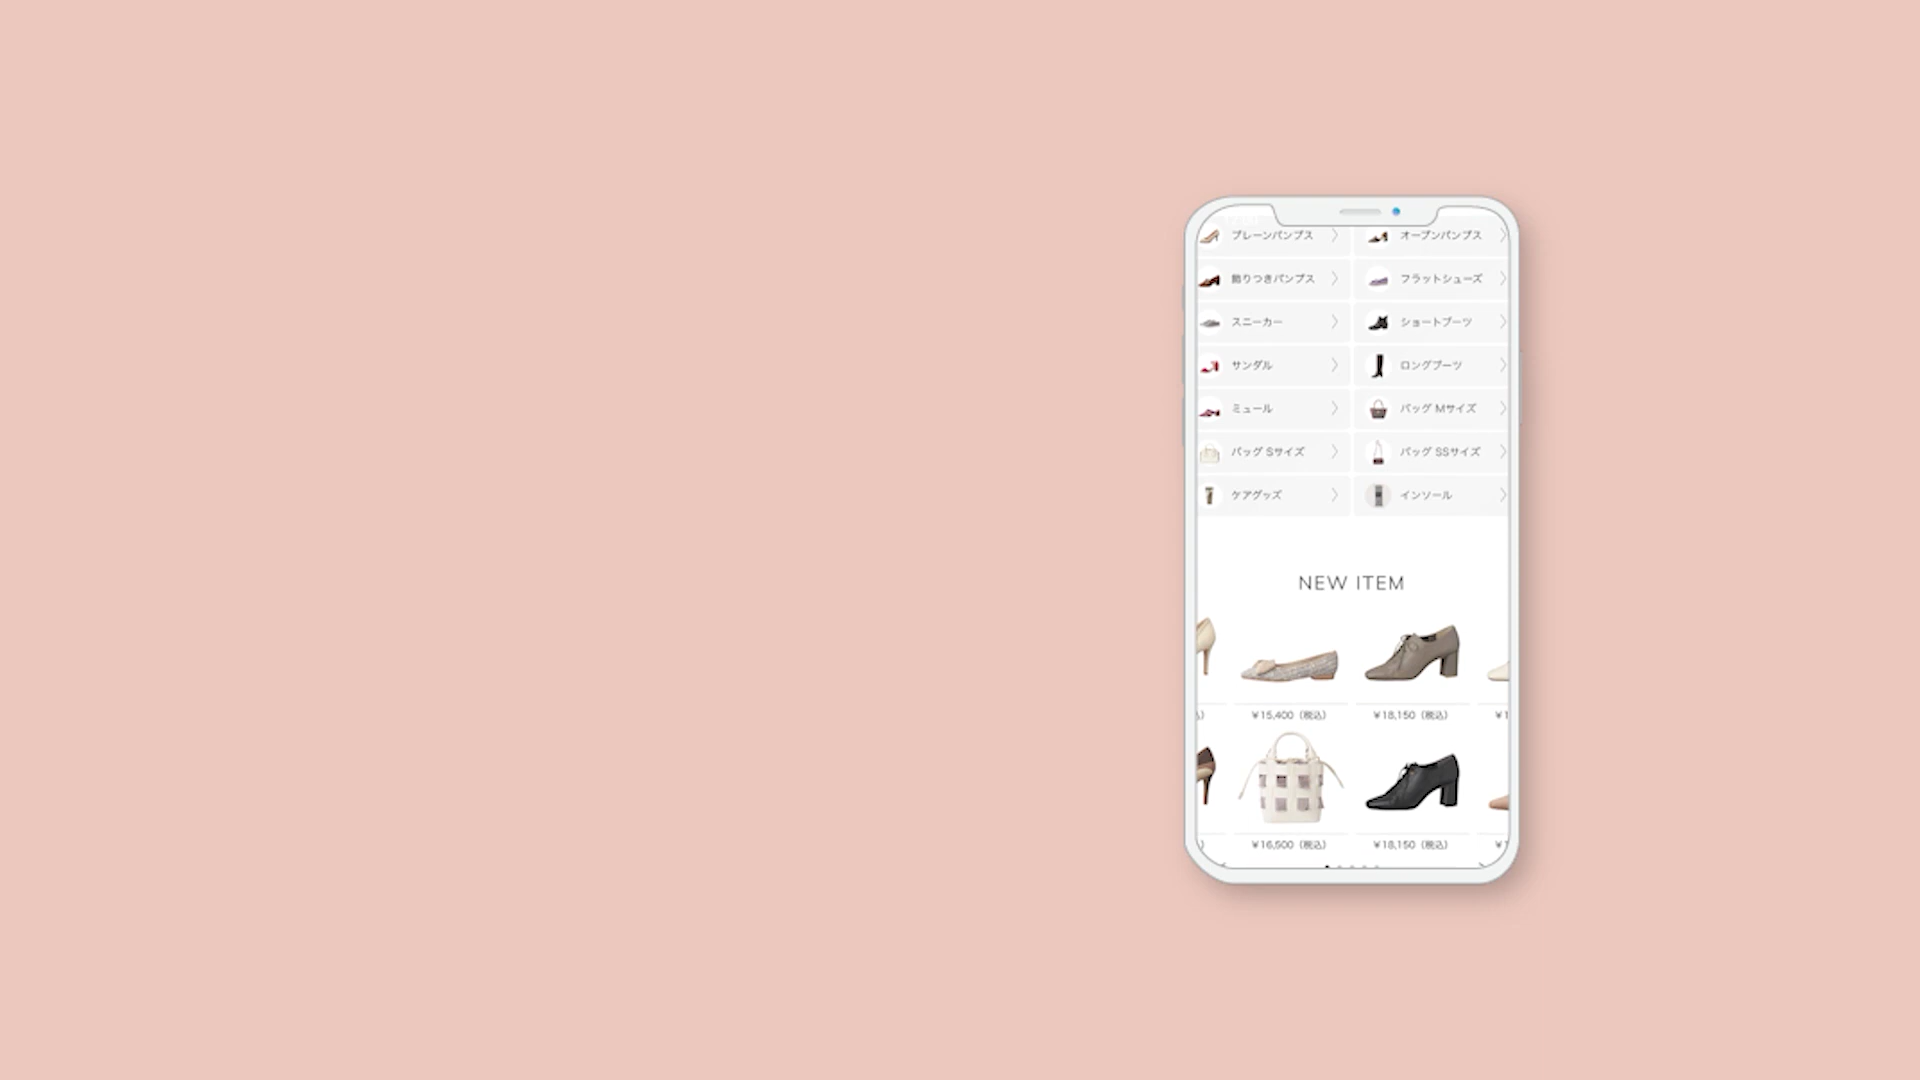 プレーンパンプス
オープンパンプス
飾りつきパンプス
フラットシューズ
スニーカー
ショートブーツ
サンダル
ロングブーツ
ミュール
バッグ Mサイズ
バッグ Sサイズ
バッグ SSサイズ
ケアグッズ
インソール
NEW ITEM
¥15,400 (税込)
¥18,150 (税込)
¥16,500 (税込)
¥18,150 (税込)